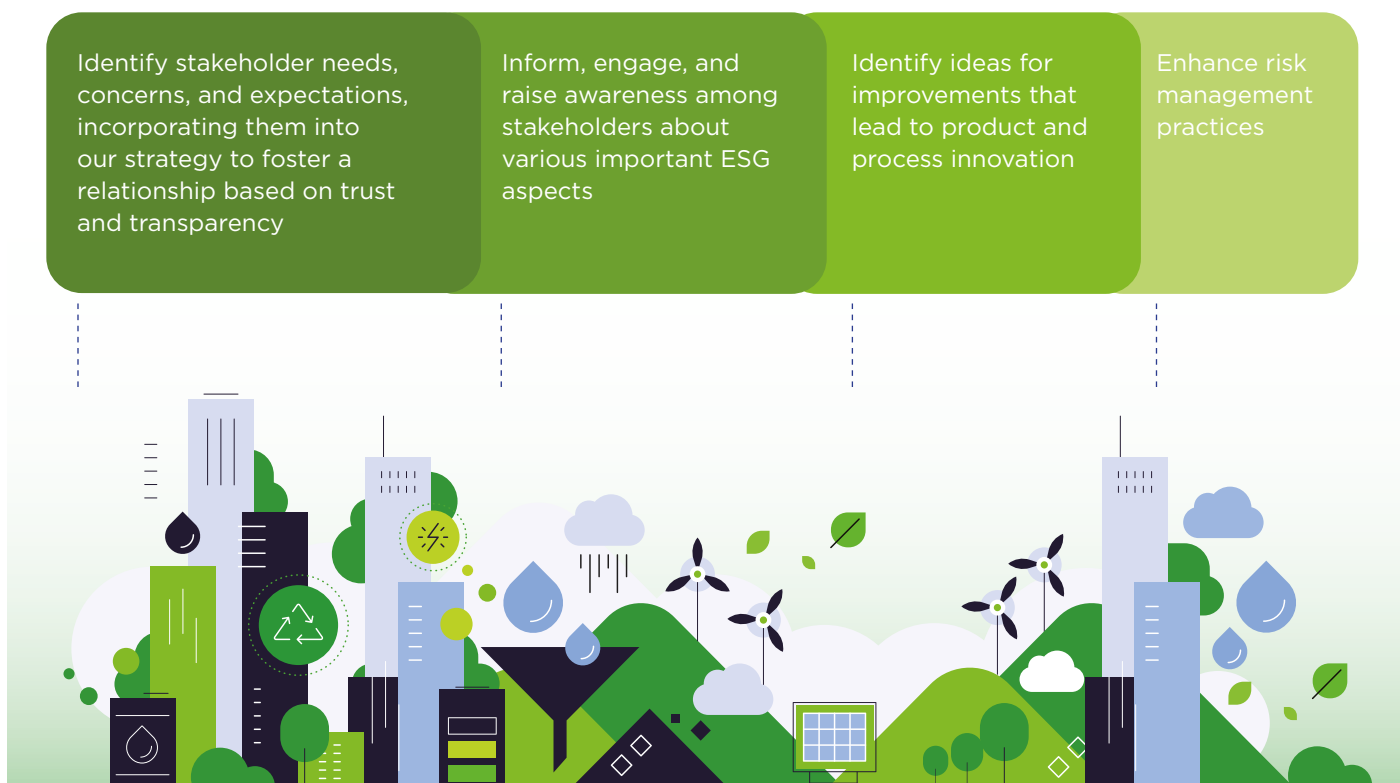 Identify stakeholder needs,
concerns, and expectations,
incorporating them into
our strategy to foster a
relationship based on trust
and transparency
Inform, engage, and
raise awareness among
stakeholders about
various important ESG
aspects
Identify ideas for
improvements that
lead to product and
process innovation
Enhance risk
management
practices